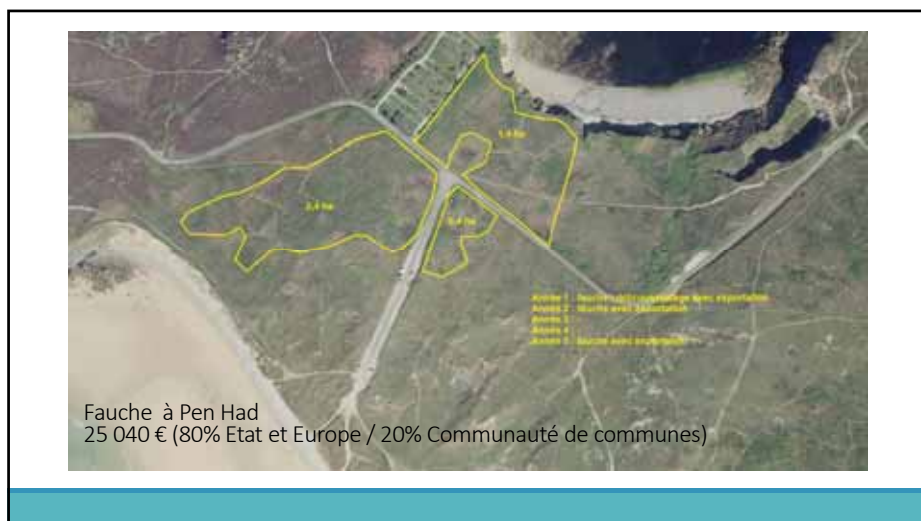 1,4 ha
2,4 ha
0,4 ha
Année 1 : fauche avec exportation
Année 2 : fauche avec exportation
Année 3 :
Année 4 :
Année 5 : fauche avec exportation
Fauche à Pen Had
25 040 € (80% Etat et Europe / 20% Communauté de communes)